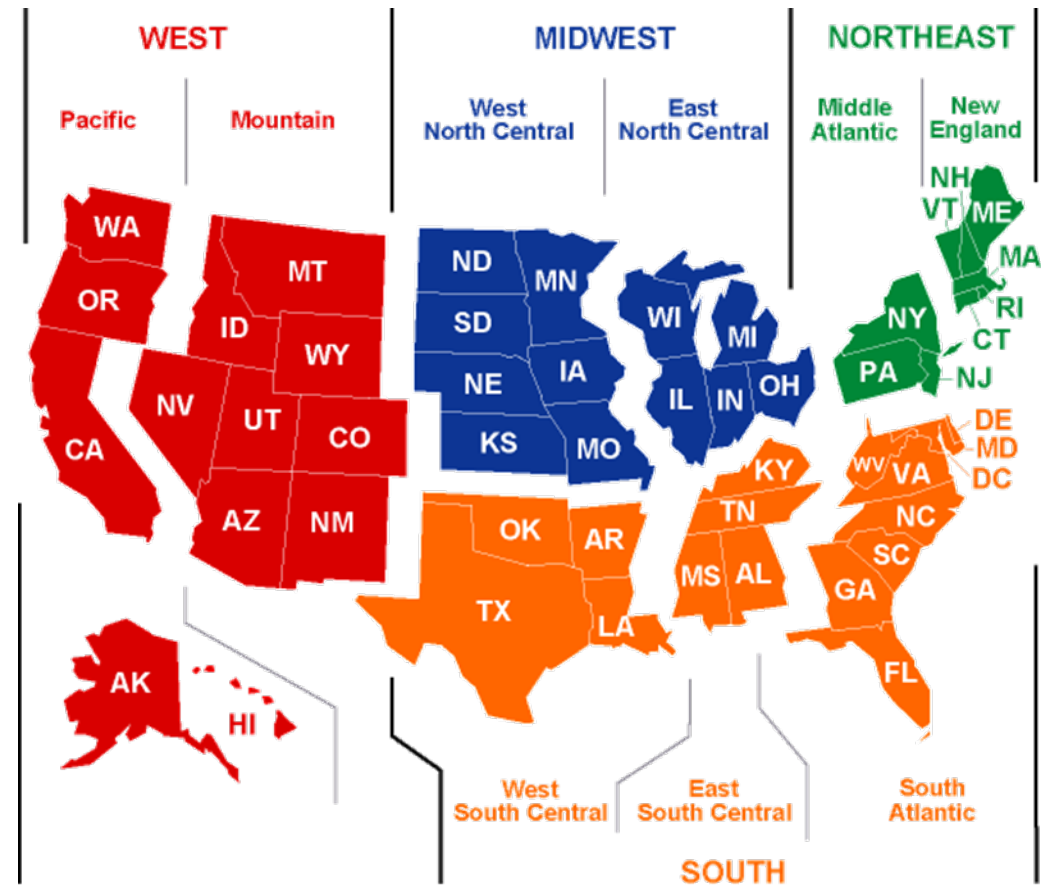 WEST
MIDWEST
NORTHEAST
Pacific
Mountain
West
North Central
East
North Central
Middle
Atlantic
New
England
WA
OR
CA
MT
ID
WY
NV
UT
CO
AZ
NM
AK
HI
ND
MN
SD
IA
NE
KS
MO
WI
MI
IL
IN
OH
NH
VT
ME
MA
RI
CT
NY
PA
NJ
OK
AR
TX
LA
KY
TN
MS
AL
DE
MD
DC
WV
VA
NC
SC
GA
FL
West
South Central
East
South Central
South
Atlantic
SOUTH